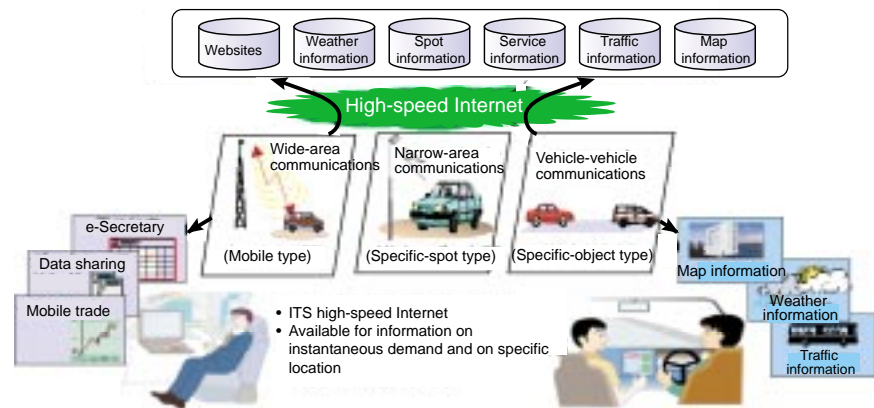 Websites
Weather
information
Spot
information
Service
information
Traffic
information
Map
information
High-speed Internet
Wide-area
communications
Narrow-area
communications
Vehicle-vehicle
communications
(Mobile type)
(Specific-spot type)
(Specific-object type)
e-Secretary
Data sharing
Mobile trade
Map information
Weather
information
Traffic
information
• ITS high-speed Internet
• Available for information on
instantaneous demand and on specific
location